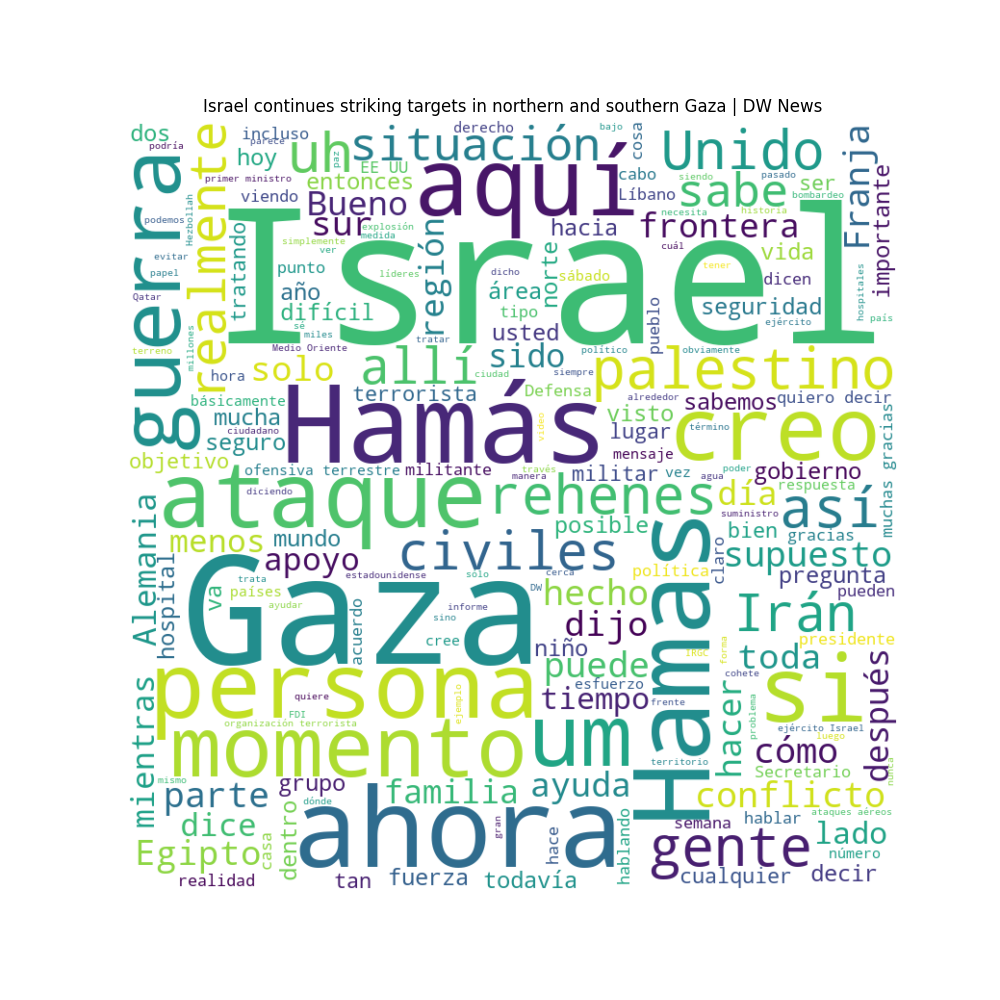 Israel continues striking targets in northern and southern Gaza | DW News
dos
podría
incluso
parece
derecho
bajo
cosa
hoy
uh
paz
EE UU
situación
Unido
Franja
primer ministro
entonces
aquí
cabo
siendo
pasado
ser
bombardeo
viendo
Bueno
Líbano
sabe
necesita
historia
importante
guerra
realmente
Hezbollah
podemos
sur
explosión
medida
hacia
frontera
evitar
tratando
simplemente
ver
región
norte
cuál
vida
papel
punto
líderes
dicho
sábado
tener
dicen
hospitales
Qatar
año
área
seguridad
difícil
tipo
pueblo
ejército
país
Israel
sé
miles
usted
terreno
millones
Medio Oriente
tratar
sido
político
obviamente
hora
solo
allí
ciudad
siempre
palestino
básicamente
terrorista
Defensa
alrededor
sabemos
quiero decir
mucha
ciudadano
Hamás
video
visto
lugar
término
creo
muchas gracias
seguro
mensaje
objetivo
ofensiva terrestre
militante
través
manera
militar
vez
agua
poder
gobierno
respuesta
diciendo
ataque
rehenes
día
suministro
así
Alemania
menos
mundo
posible
bien
gracias
hospital
apoyo
civiles
Hamas
claro
supuesto
va
trata
países
ayudar
estadounidense
solo
cerca
DW
política
pregunta
pueden
Gaza
acuerdo
informe
sino
cree
hecho
dijo
Irán
niño
IRGC
forma
presidente
puede
toda
persona
quiere
ejemplo
esfuerzo
tiempo
frente
hacer
cohete
si
después
mientras
FDI
organización terrorista
problema
ejército Israel
luego
momento
um
territorio
cómo
Secretario
nunca
mismo
parte
grupo
dónde
familia
ayuda
conflicto
ataques aéreos
dice
dentro
ahora
gran
hace
hablando
semana
hablar
lado
Egipto
casa
gente
número
realidad
tan
fuerza
todavía
cualquier
decir